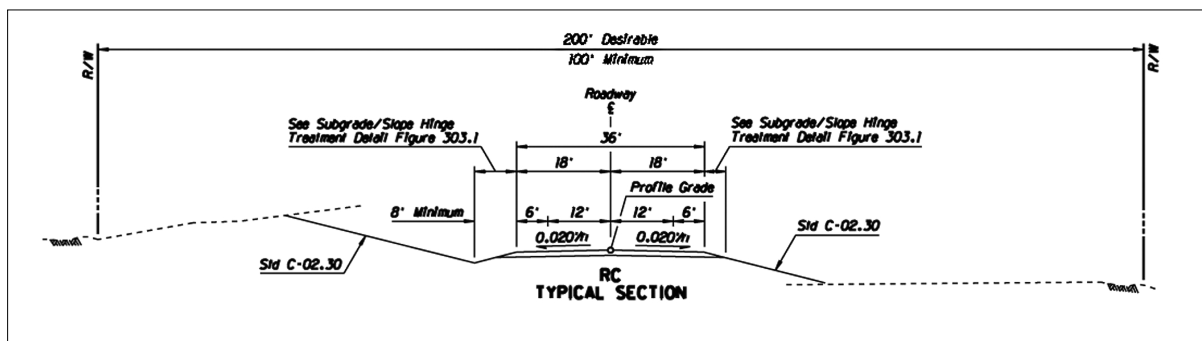 200' Desirable
100' Minimum
R/W
R/W
Roadway
℄
See Subgrade/Slope Hinge
Treatment Detail Figure 303.1
See Subgrade/Slope Hinge
Treatment Detail Figure 303.1
36'
18'
18'
Profile Grade
8' Minimum
6'
12'
12'
6'
0.020'/'
0.020'/'
Std C-02.30
Std C-02.30
RC
TYPICAL SECTION